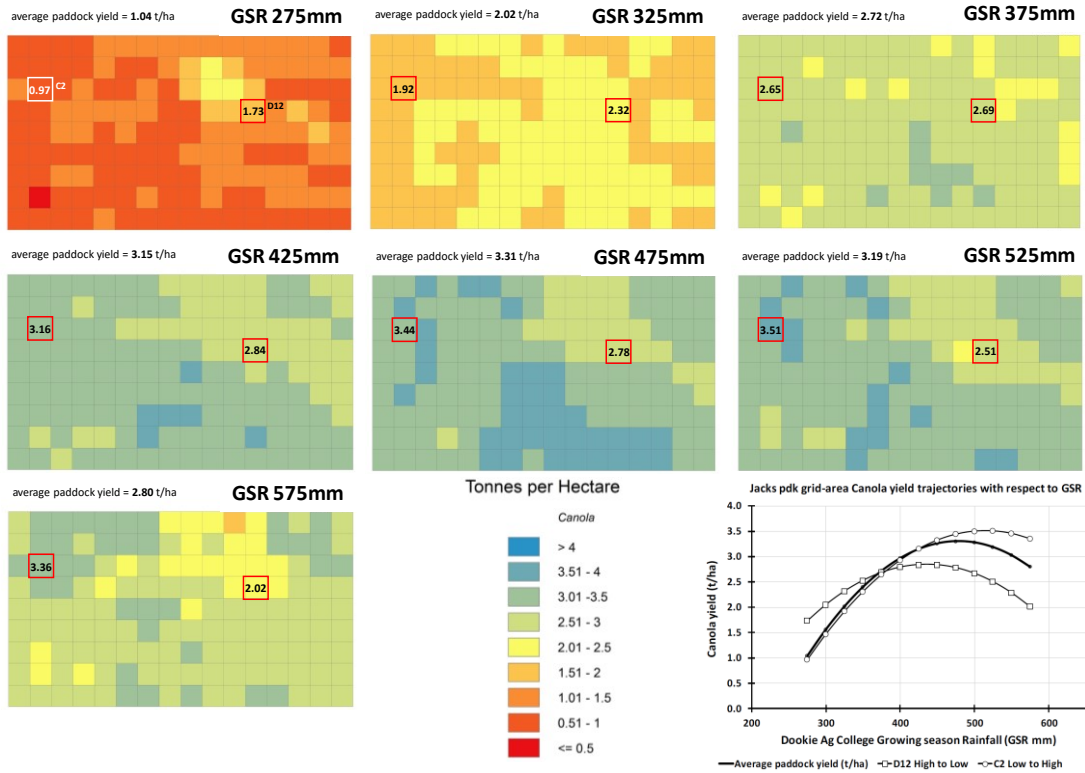 average paddock yield = 1.04 t/ha GSR 275mm
0.97 C2
1.73 D12
average paddock yield = 2.02 t/ha GSR 325mm
1.92
2.32
average paddock yield = 2.72 t/ha GSR 375mm
2.65
2.69
average paddock yield = 3.15 t/ha GSR 425mm
3.16
2.84
average paddock yield = 3.31 t/ha GSR 475mm
3.44
2.78
average paddock yield = 3.19 t/ha GSR 525mm
3.51
2.51
average paddock yield = 2.80 t/ha GSR 575mm
3.36
2.02
Tonnes per Hectare
Canola
> 4
3.51 - 4
3.01 -3.5
2.51 - 3
2.01 - 2.5
1.51 - 2
1.01 - 1.5
0.51 - 1
<= 0.5
Jacks pdk grid-area Canola yield trajectories with respect to GSR
Canola yield (t/ha)
4.0
3.5
3.0
2.5
2.0
1.5
1.0
0.5
0.0
200 300 400 500 600
Dookie Ag College Growing season Rainfall (GSR mm)
Average paddock yield (t/ha) D12 High to Low C2 Low to High